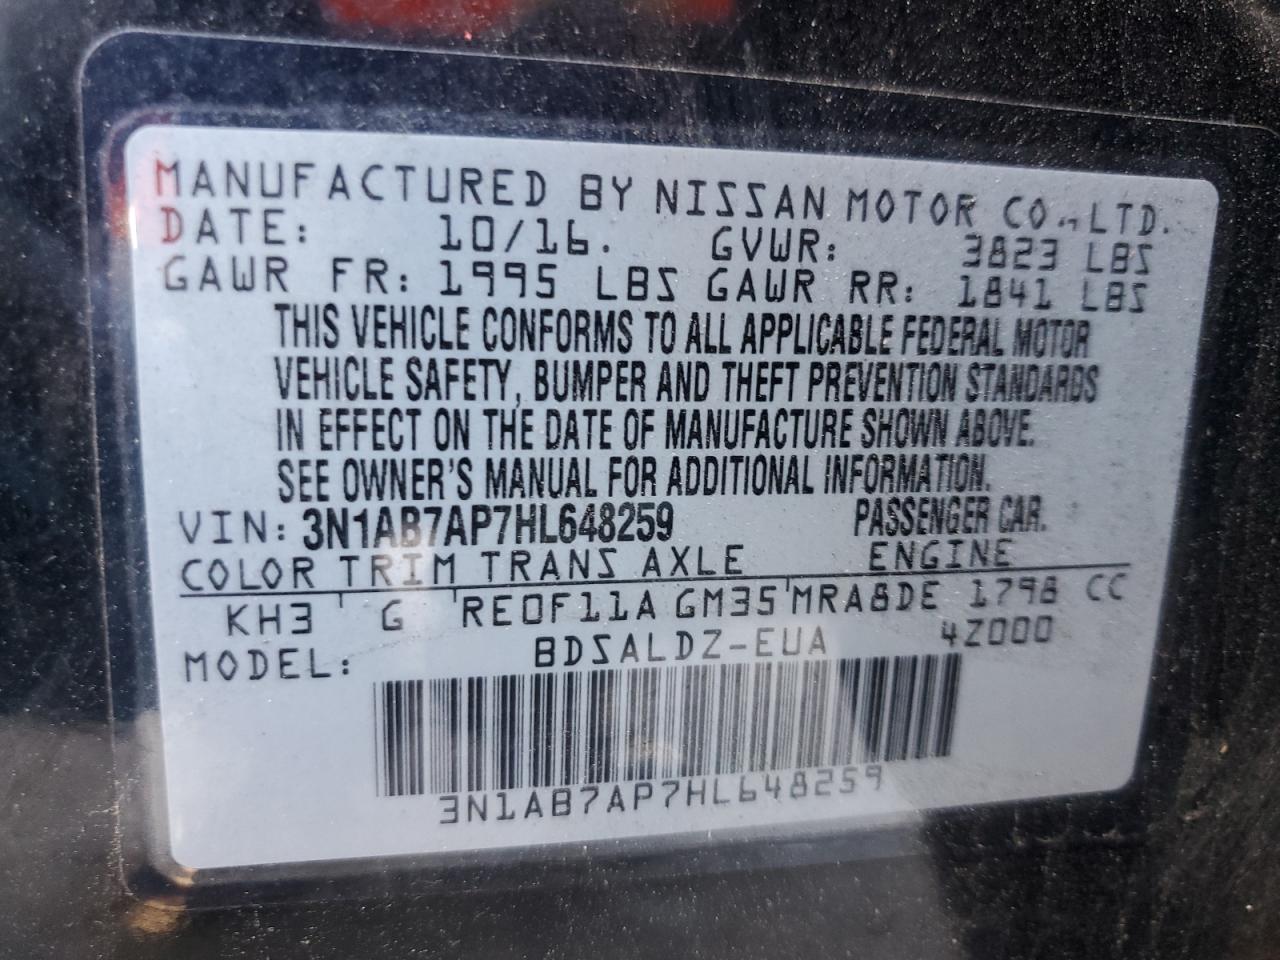 MANUFACTURED BY NISSAN MOTOR CO., LTD.
DATE: 10/16. GVWR: 3823 LBS
GAWR FR: 1995 LBS GAWR RR: 1841 LBS
THIS VEHICLE CONFORMS TO ALL APPLICABLE FEDERAL MOTOR
VEHICLE SAFETY, BUMPER AND THEFT PREVENTION STANDARDS
IN EFFECT ON THE DATE OF MANUFACTURE SHOWN ABOVE.
SEE OWNER'S MANUAL FOR ADDITIONAL INFORMATION.
VIN: 3N1AB7AP7HL648259 PASSENGER CAR.
COLOR TRIM TRANS AXLE ENGINE
KH3 G RE0F11A GM35 MRA8DE 1798 CC
MODEL: BDSALDZ-EUA 4Z000
3N1AB7AP7HL648259